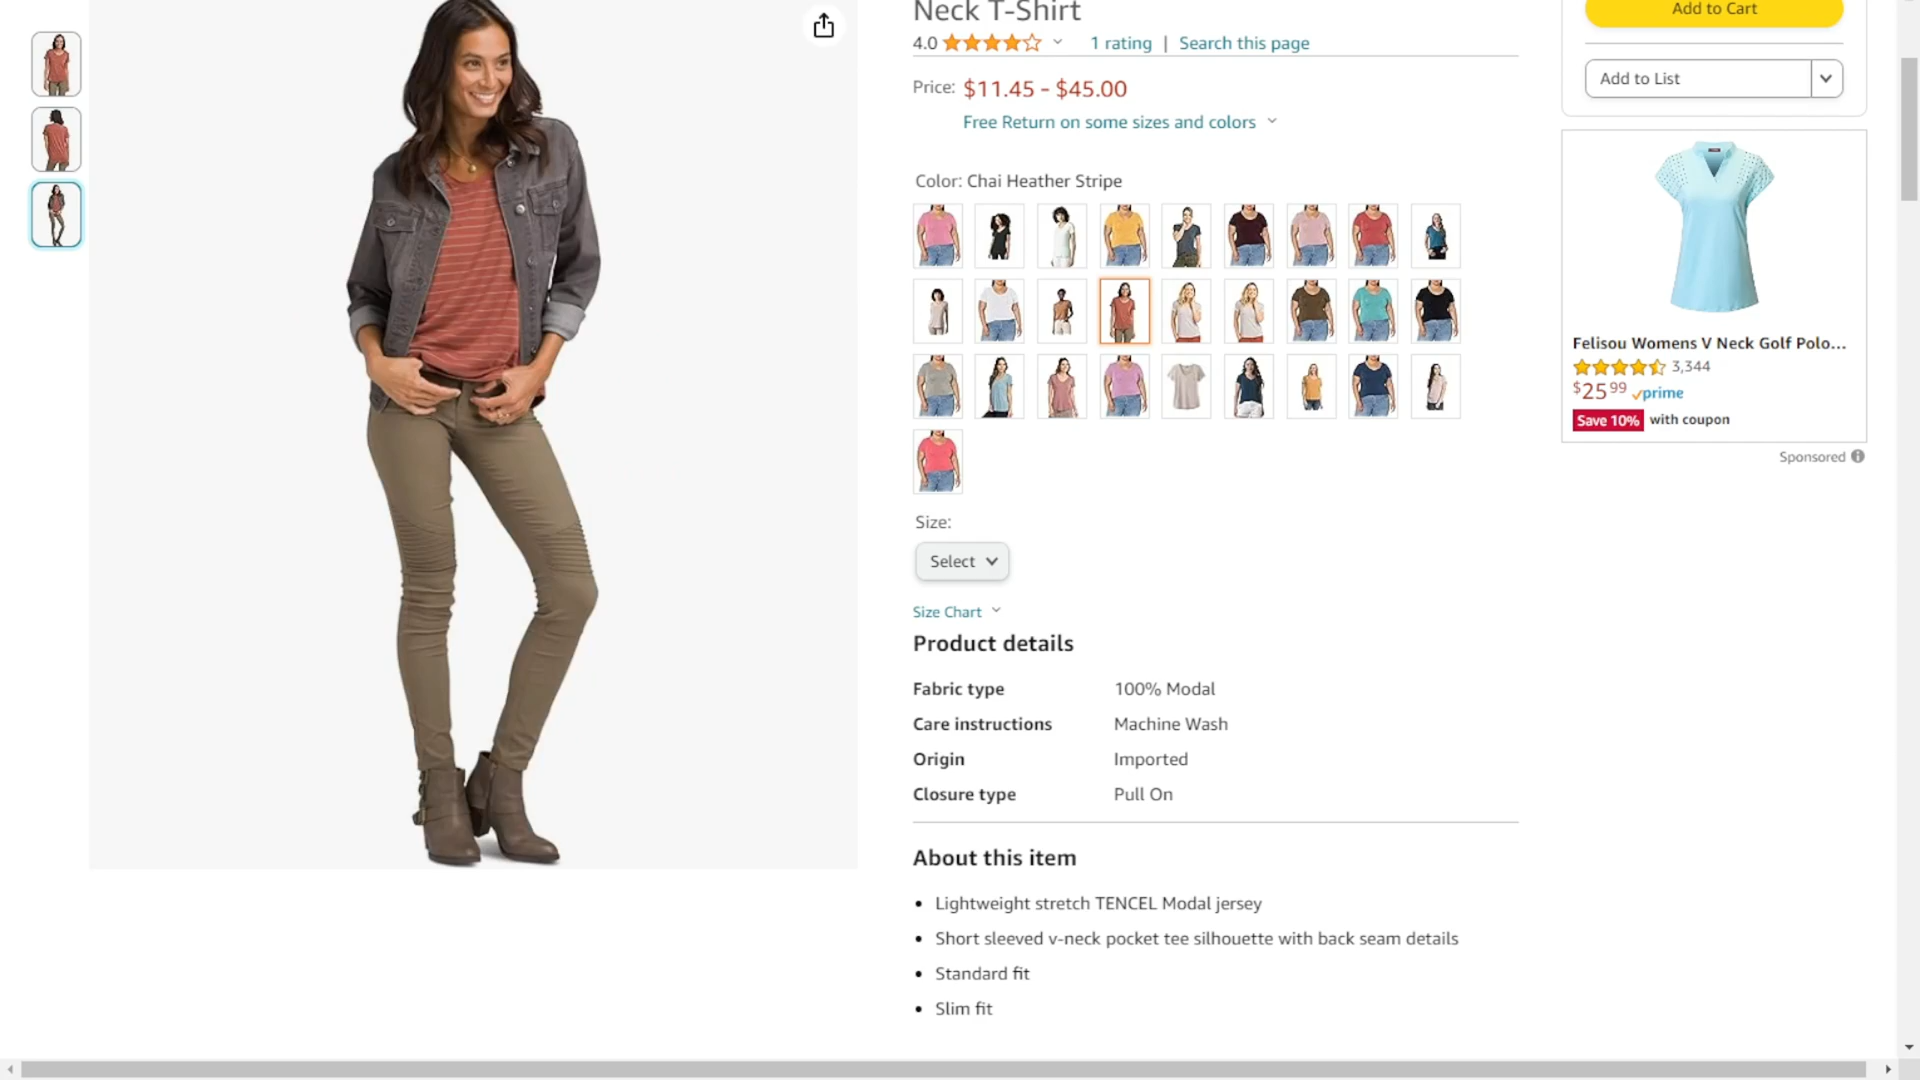 Neck T-Shirt
4.0
1 rating | Search this page
Price: $11.45 - $45.00
Free Return on some sizes and colors
Color: Chai Heather Stripe
Size:
Select
Size Chart
Product details
Fabric type 100% Modal
Care instructions Machine Wash
Origin Imported
Closure type Pull On
About this item
• Lightweight stretch TENCEL Modal jersey
• Short sleeved v-neck pocket tee silhouette with back seam details
• Standard fit
• Slim fit
Add to Cart
Add to List
Felisou Womens V Neck Golf Polo...
3,344
$25 99 prime
Save 10% with coupon
Sponsored